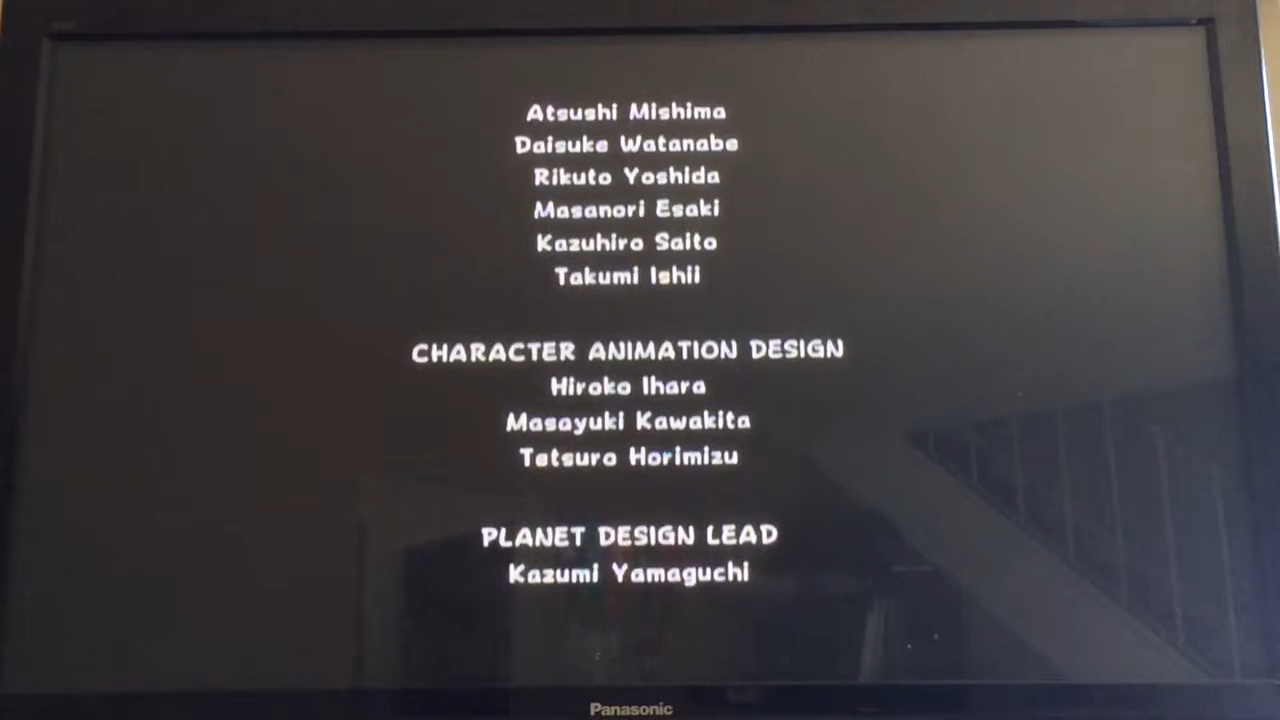 Atsushi Mishima
Daisuke Watanabe
Rikuto Yoshida
Masanori Esaki
Kazuhiro Saito
Takumi Ishii
CHARACTER ANIMATION DESIGN
Hiroko Ihara
Masayuki Kawakita
Tetsuro Horimizu
PLANET DESIGN LEAD
Kazumi Yamaguchi
Panasonic